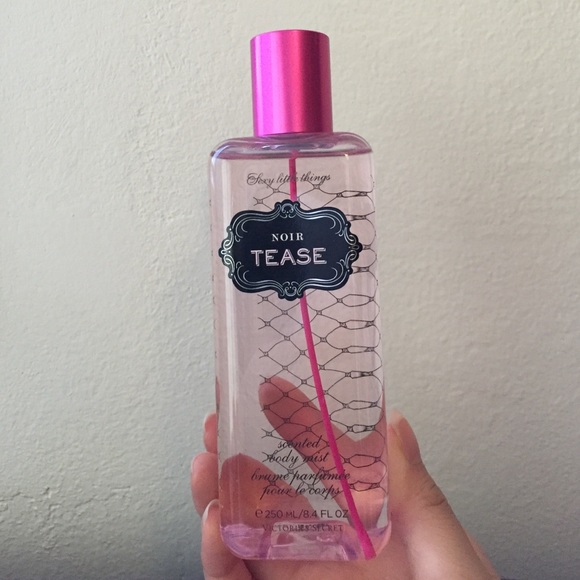 Sexy little things
NOIR
TEASE
scented
body mist
brume parfumée
pour le corps
e 250 ML/8.4 FL OZ
VICTORIA'S SECRET